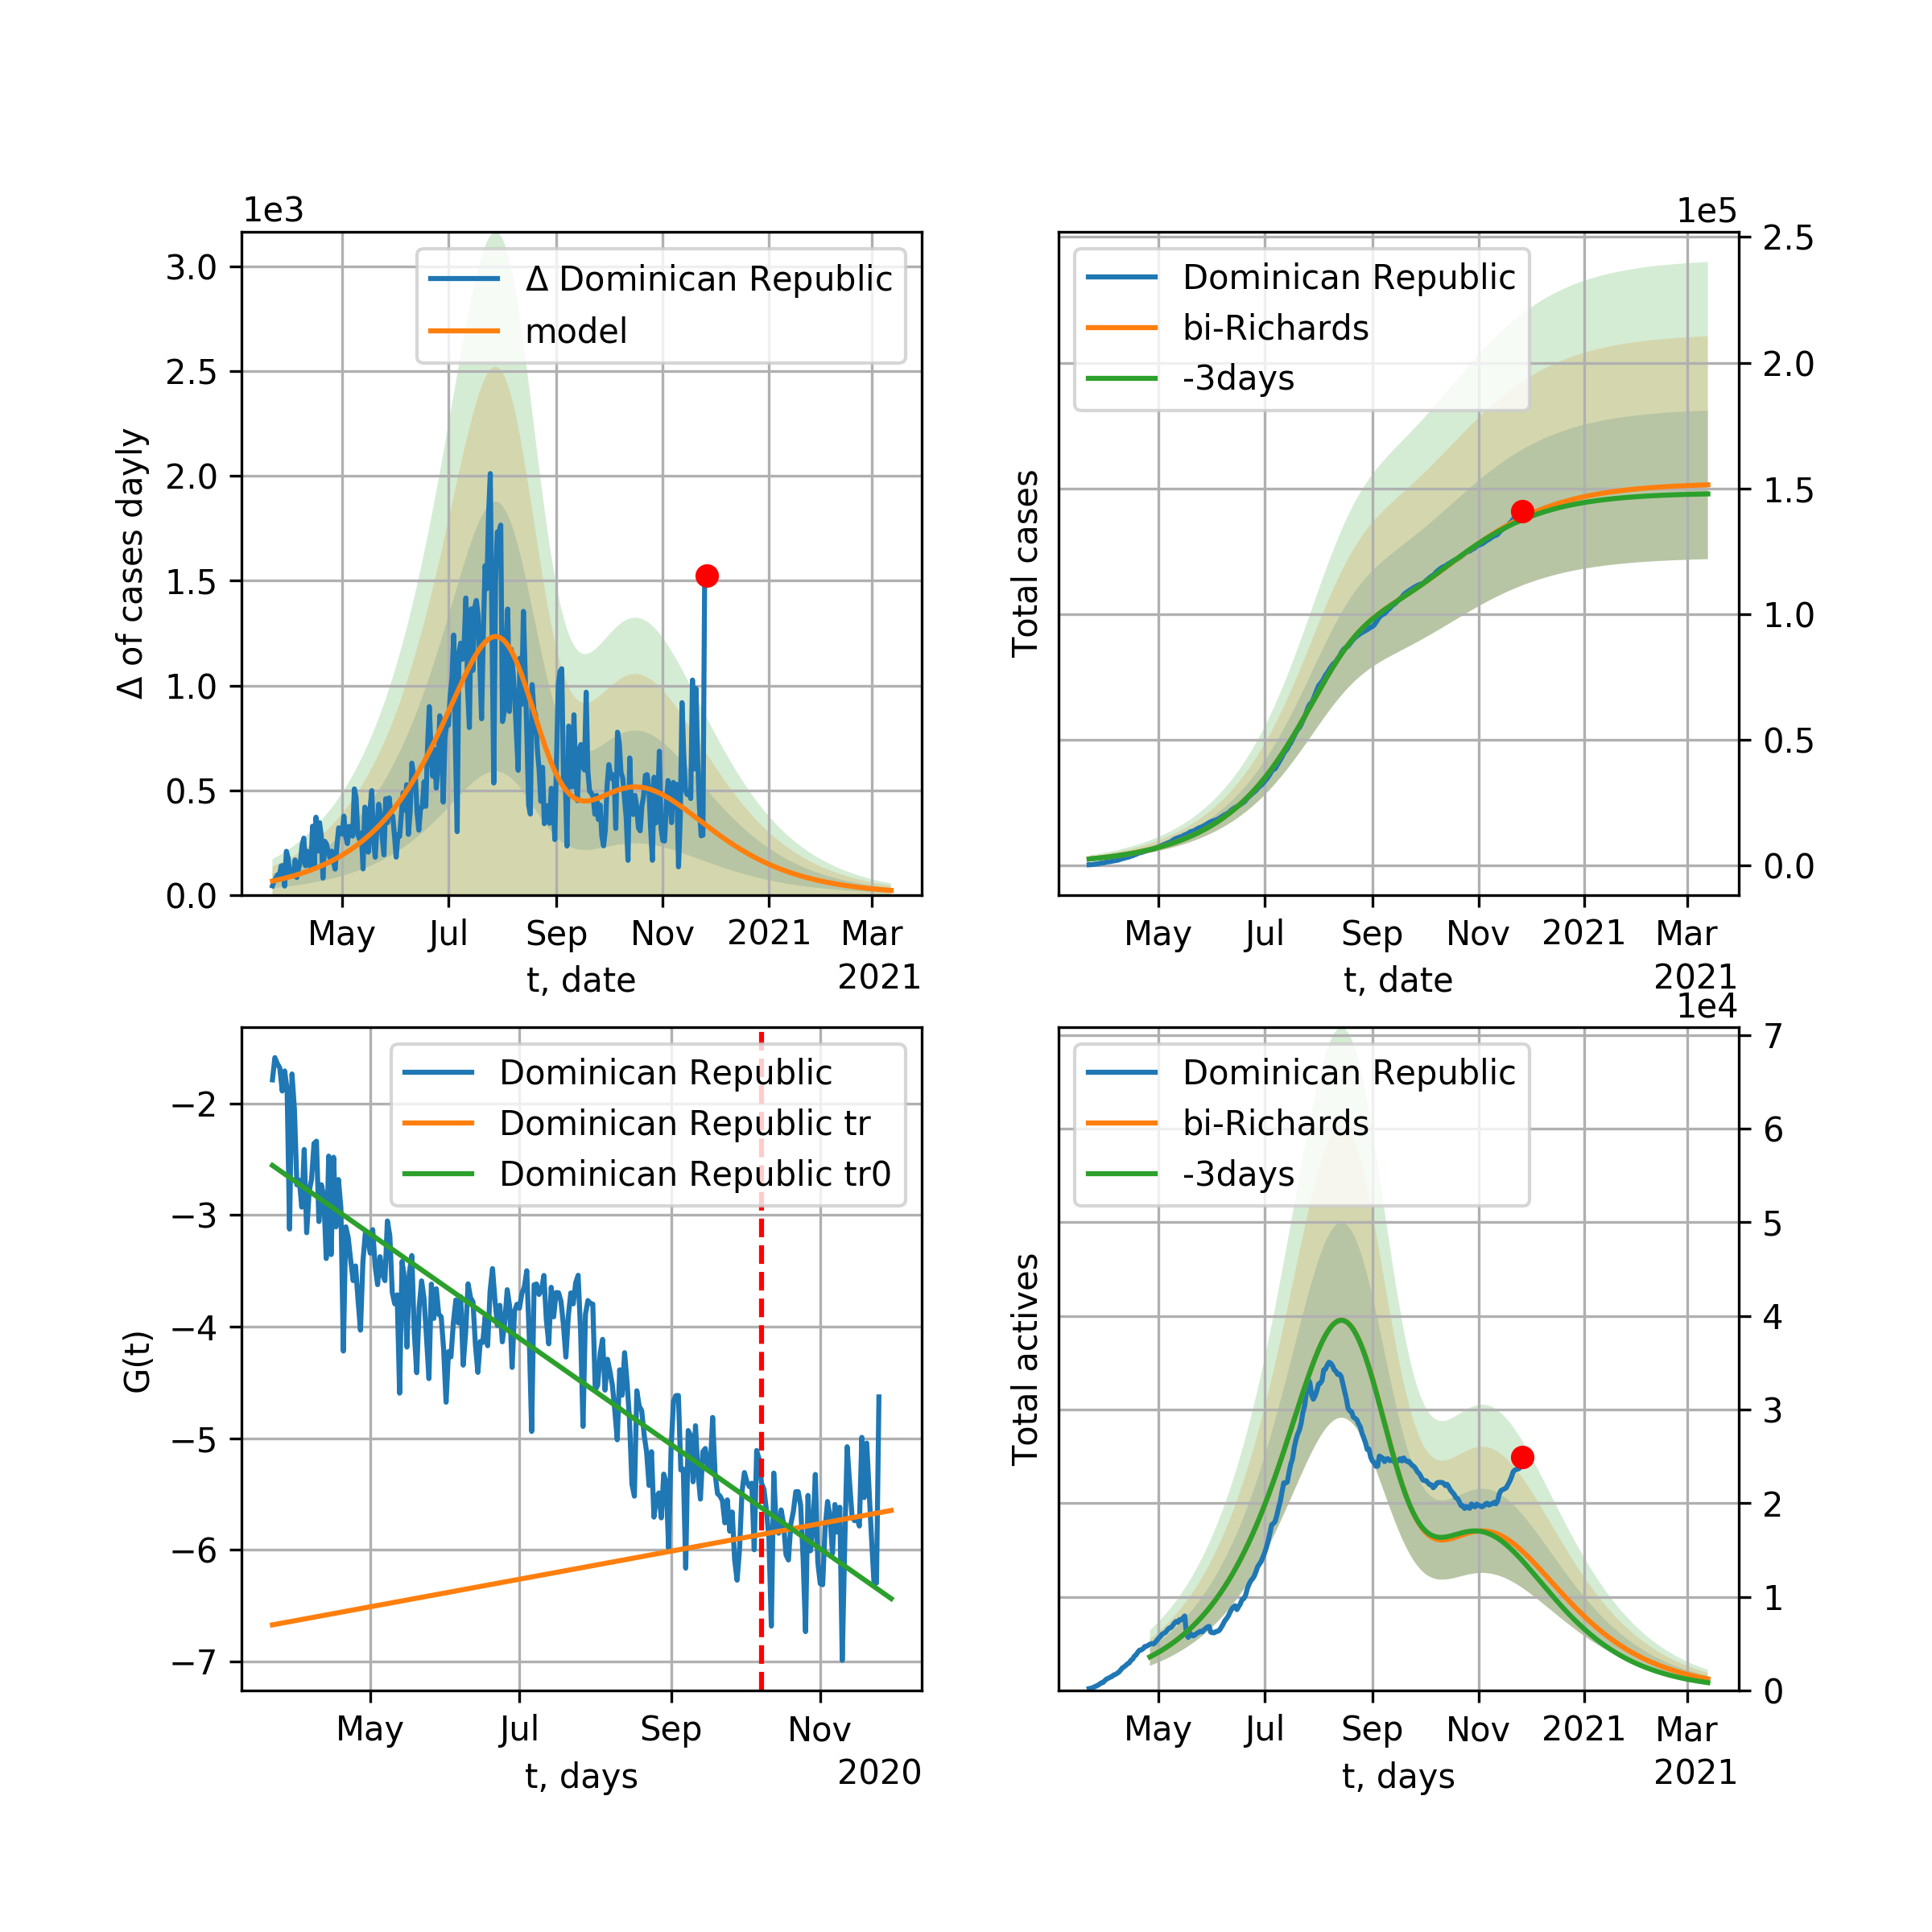 1e3
3.0
2.5
2.0
1.5
1.0
0.5
0.0
Δ of cases dayly
Δ Dominican Republic
model
May Jul Sep Nov 2021 Mar
t, date
2021
1e5
2.5
2.0
1.5
1.0
0.5
0.0
Total cases
Dominican Republic
bi-Richards
-3days
May Jul Sep Nov 2021 Mar
t, date
2021
−2
−3
−4
−5
−6
−7
G(t)
Dominican Republic
Dominican Republic tr
Dominican Republic tr0
May Jul Sep Nov
t, days
2020
1e4
7
6
5
4
3
2
1
0
Total actives
Dominican Republic
bi-Richards
-3days
May Jul Sep Nov 2021 Mar
t, days
2021